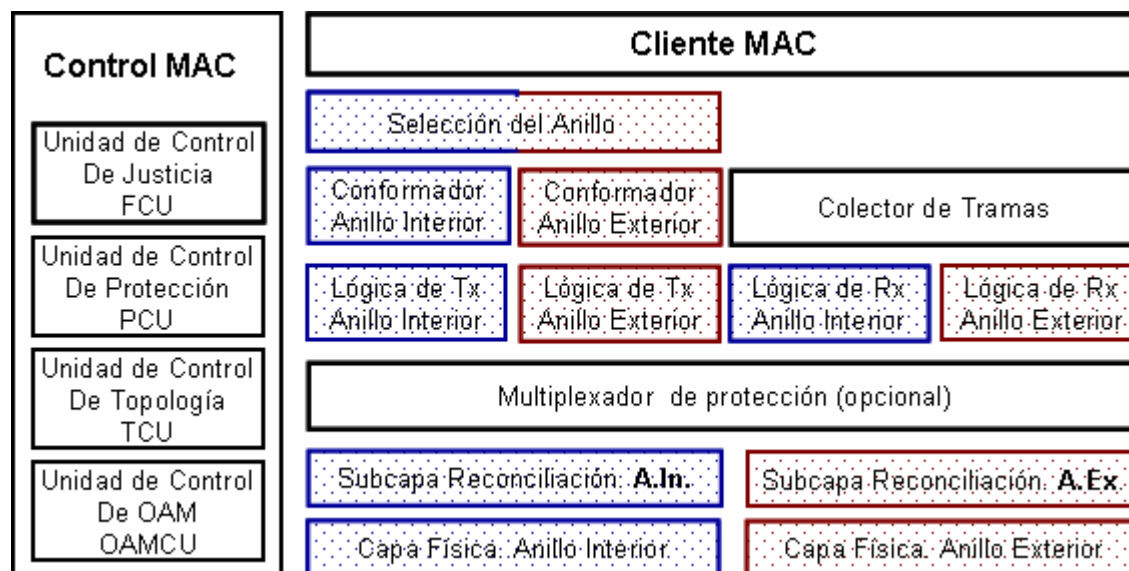 Control MAC
Unidad de Control
De Justicia
FCU
Unidad de Control
De Protección
PCU
Unidad de Control
De Topología
TCU
Unidad de Control
De OAM
OAMCU
Cliente MAC
Selección del Anillo
Conformador
Anillo Interior
Conformador
Anillo Exterior
Colector de Tramas
Lógica de Tx
Anillo Interior
Lógica de Tx
Anillo Exterior
Lógica de Rx
Anillo Interior
Lógica de Rx
Anillo Exterior
Multiplexador de protección (opcional)
Subcapa Reconciliación. A.In.
Subcapa Reconciliación. A.Ex.
Capa Física. Anillo Interior
Capa Física. Anillo Exterior